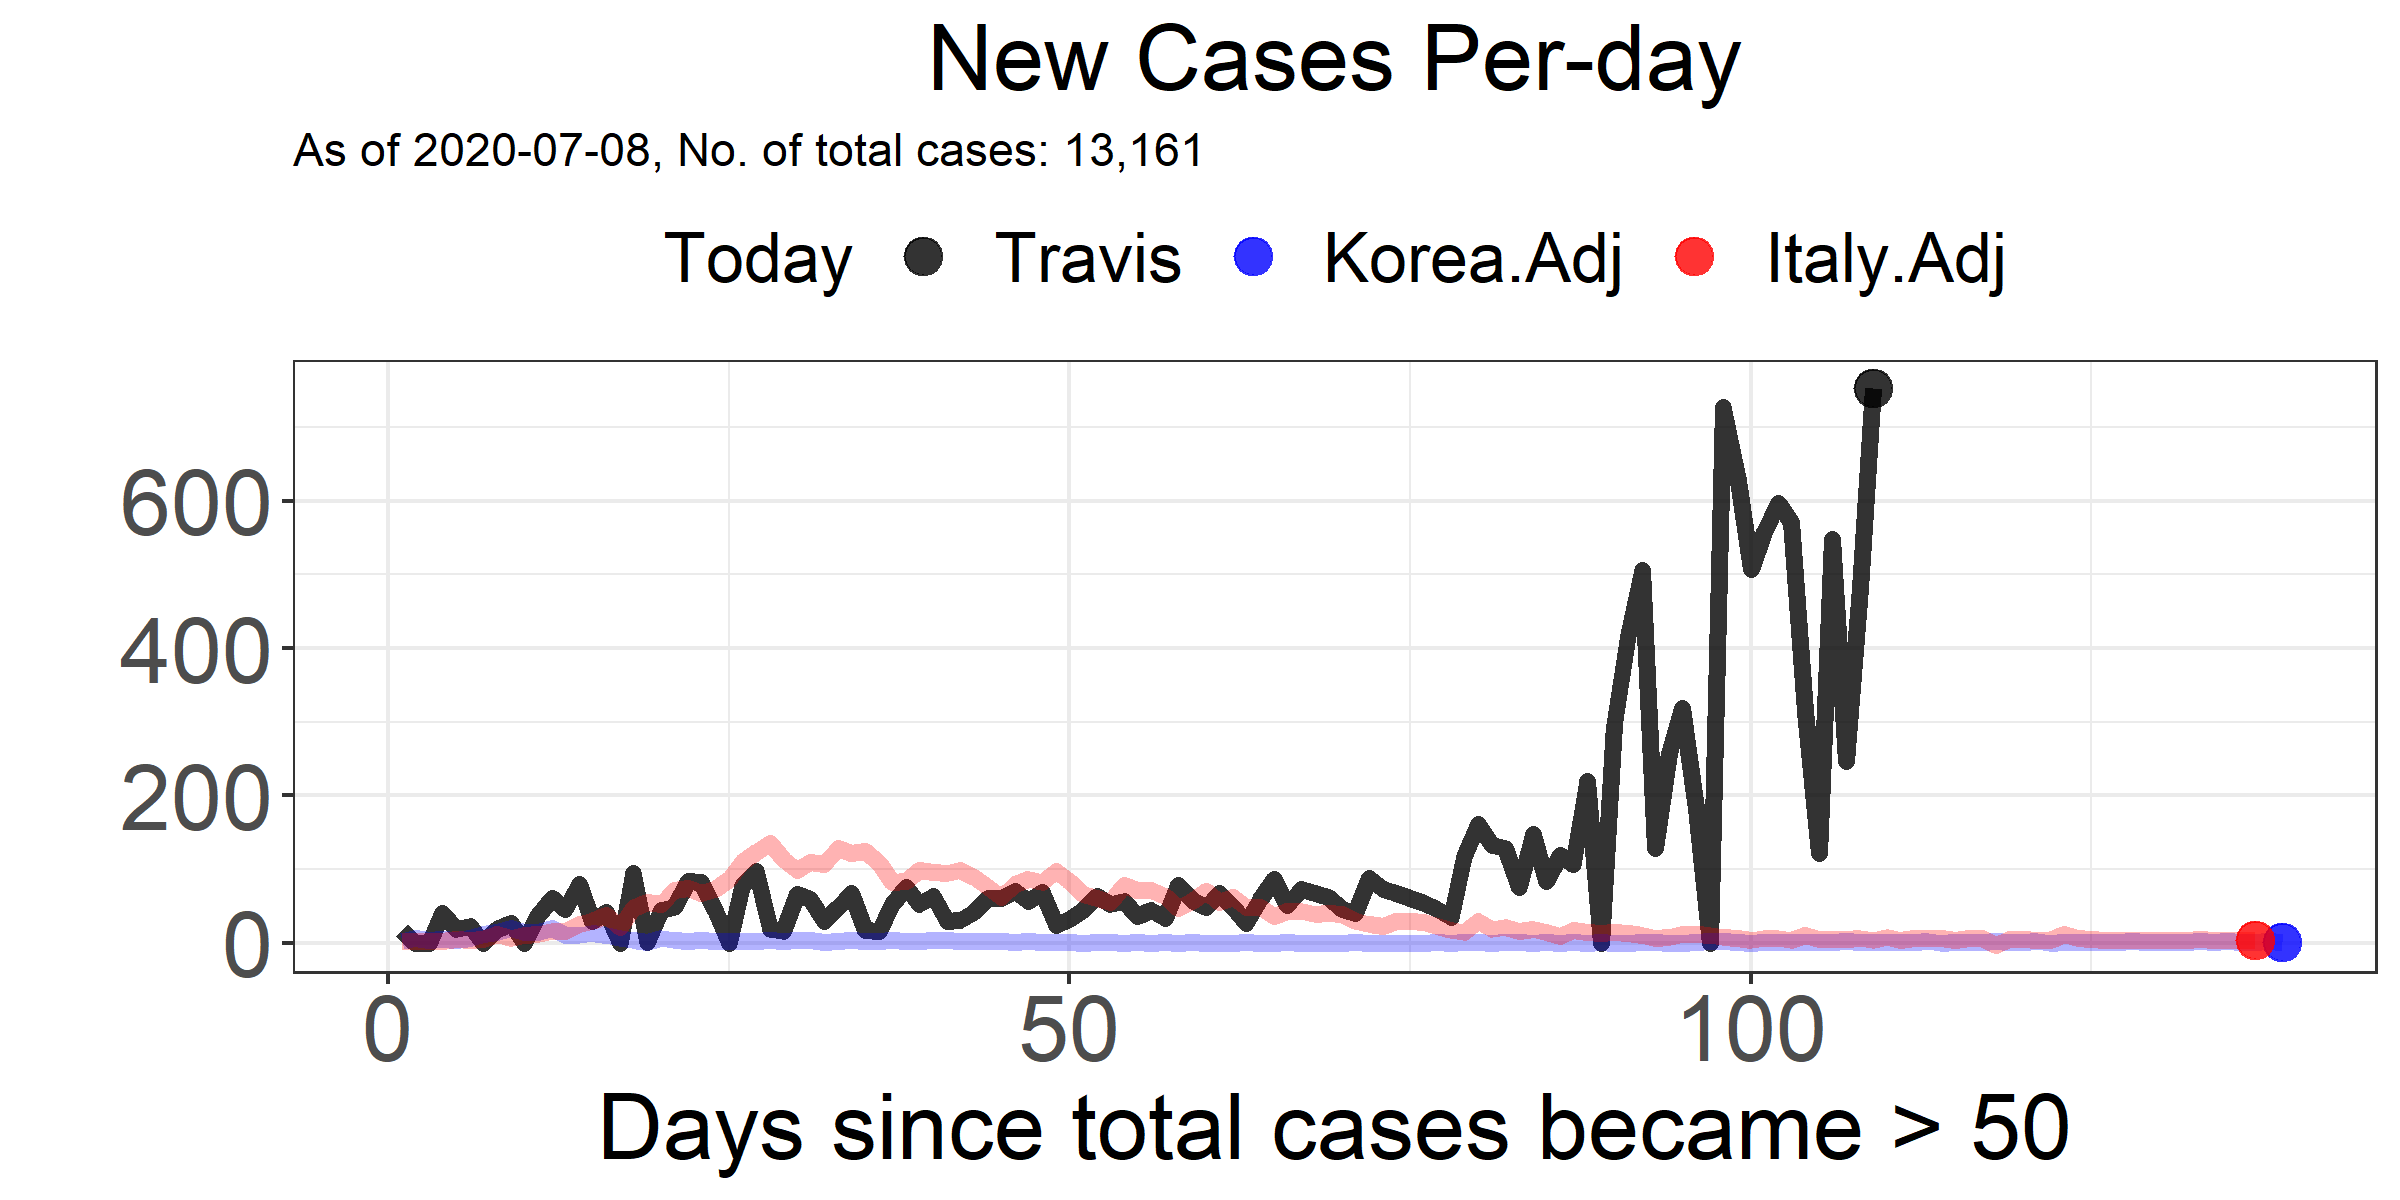 New Cases Per-day
As of 2020-07-08, No. of total cases: 13,161
Today Travis Korea.Adj Italy.Adj
600
400
200
0
0 50 100
Days since total cases became > 50